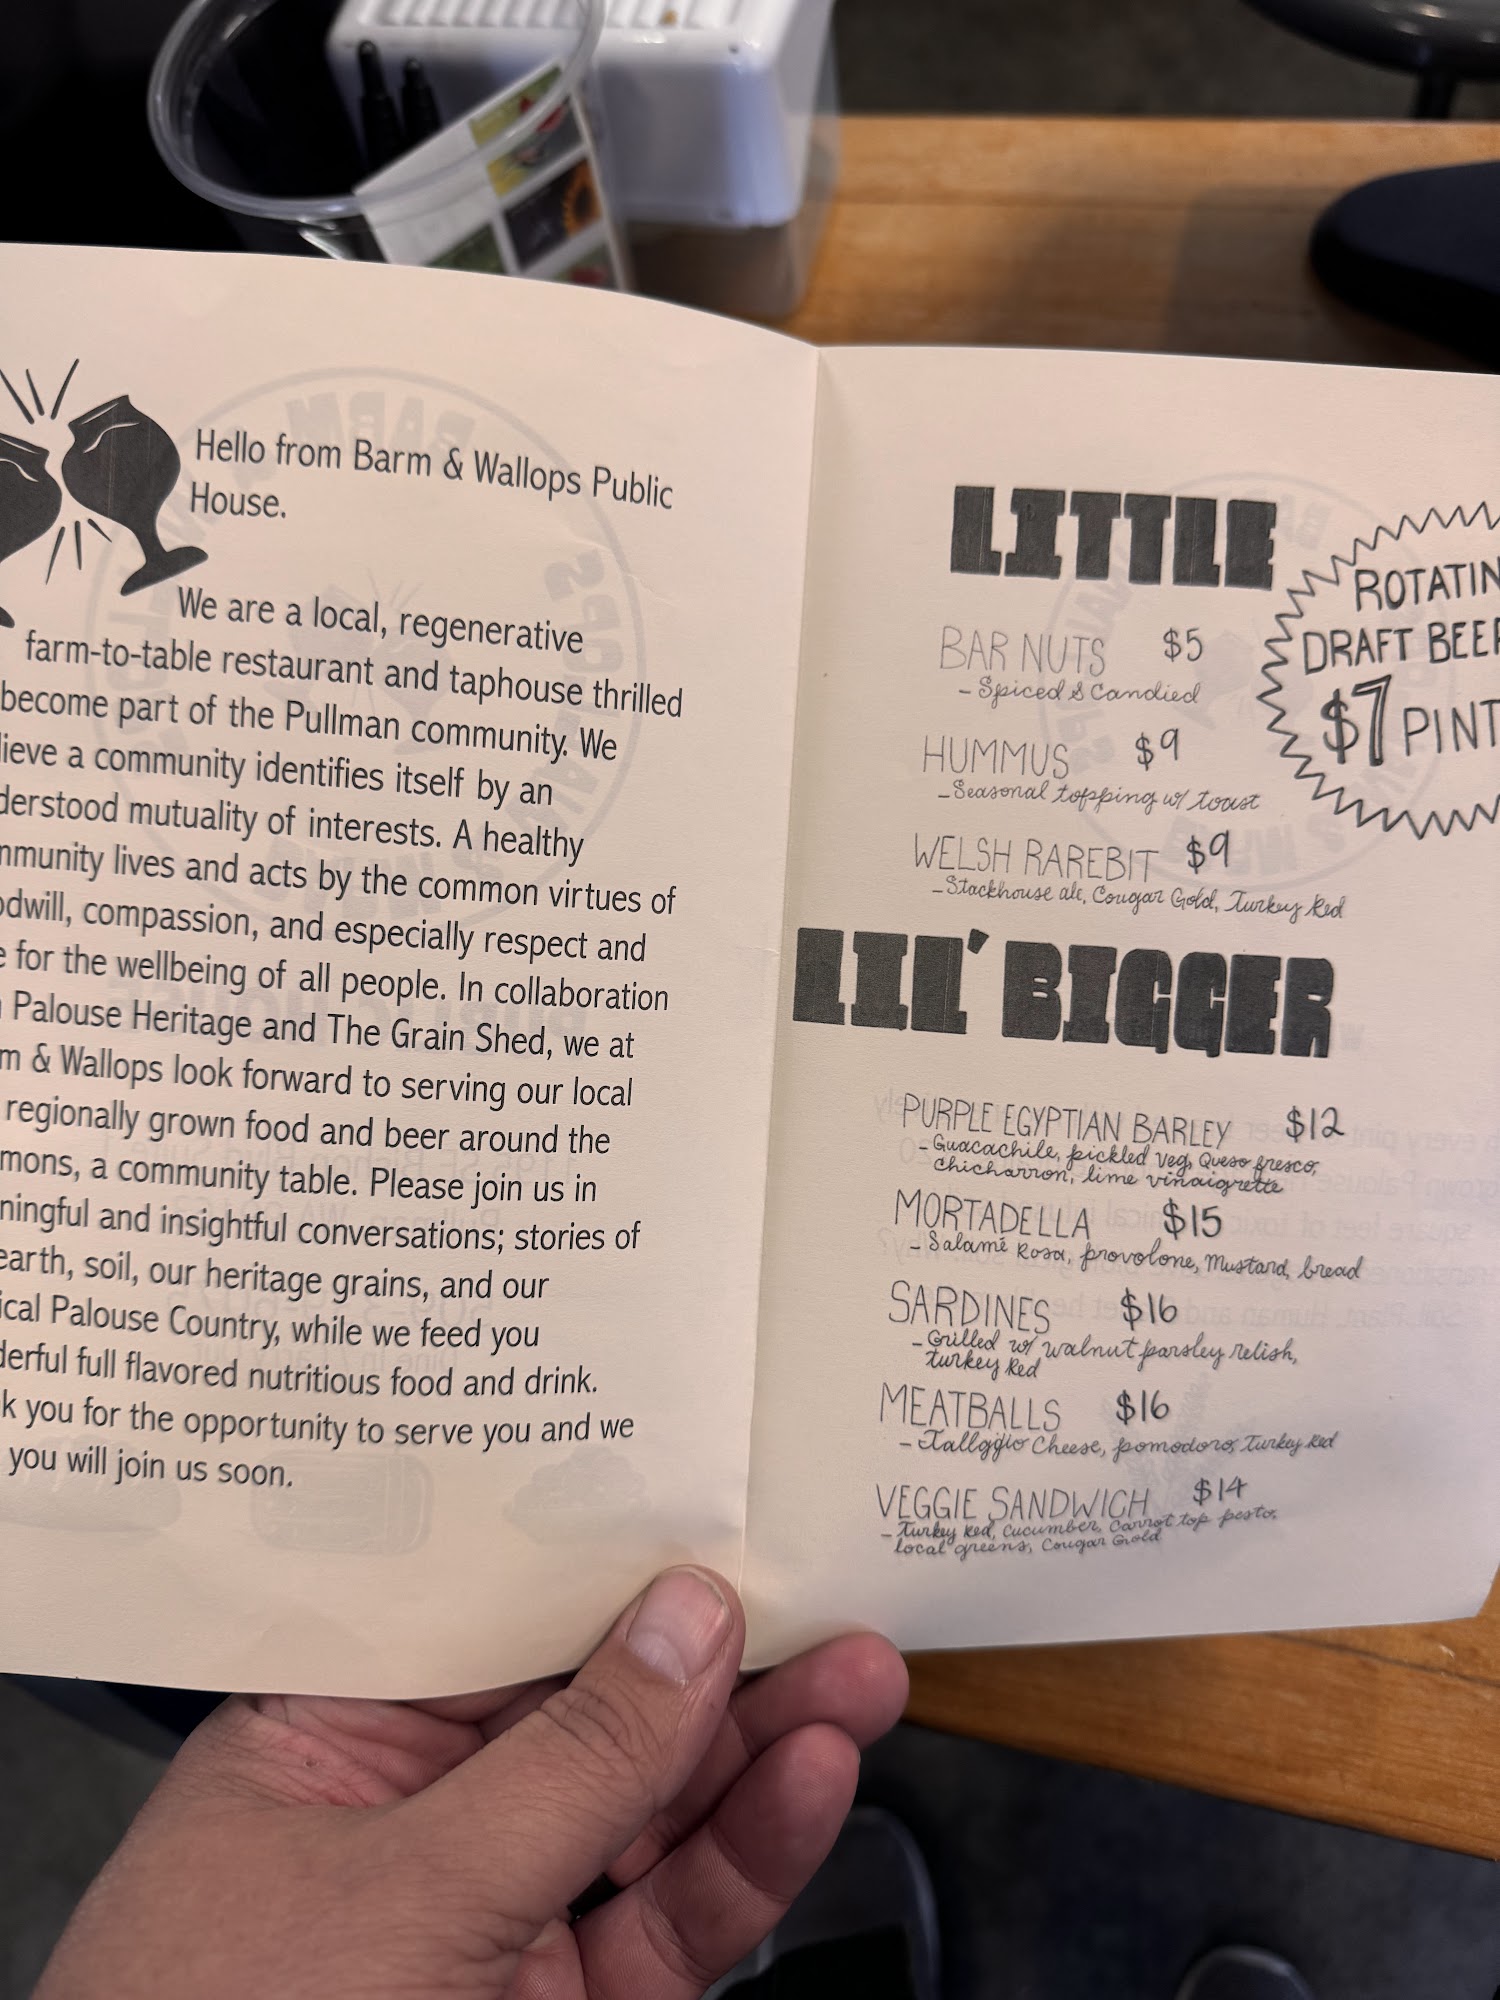 Hello from Barm & Wallops Public
House.
We are a local, regenerative
farm-to-table restaurant and taphouse thrilled
become part of the Pullman community. We
lieve a community identifies itself by an
derstood mutuality of interests. A healthy
mmunity lives and acts by the common virtues of
odwill, compassion, and especially respect and
e for the wellbeing of all people. In collaboration
Palouse Heritage and The Grain Shed, we at
m & Wallops look forward to serving our local
regionally grown food and beer around the
mons, a community table. Please join us in
ningful and insightful conversations; stories of
earth, soil, our heritage grains, and our
ical Palouse Country, while we feed you
derful full flavored nutritious food and drink.
k you for the opportunity to serve you and we
you will join us soon.
LITTLE
BAR NUTS $5
- Spiced & Candied
HUMMUS $9
- Seasonal topping w/ toast
WELSH RAREBIT $9
- Stackhouse ale, Cougar Gold, Turkey Red
ROTATIN
DRAFT BEER
$7 PINT
LIL' BIGGER
PURPLE EGYPTIAN BARLEY $12
- Guacachile, pickled veg, Queso fresco,
chicharron, lime vinaigrette
MORTADELLA $15
- Salamé Rosa, provolone, Mustard, bread
SARDINES $16
- Grilled w/ walnut parsley relish,
turkey Red
MEATBALLS $16
- Tallggio Cheese, pomodoro, Turkey Red
VEGGIE SANDWICH $14
- Turkey Red, cucumber, Carrot top pesto,
local greens, Cougar Gold